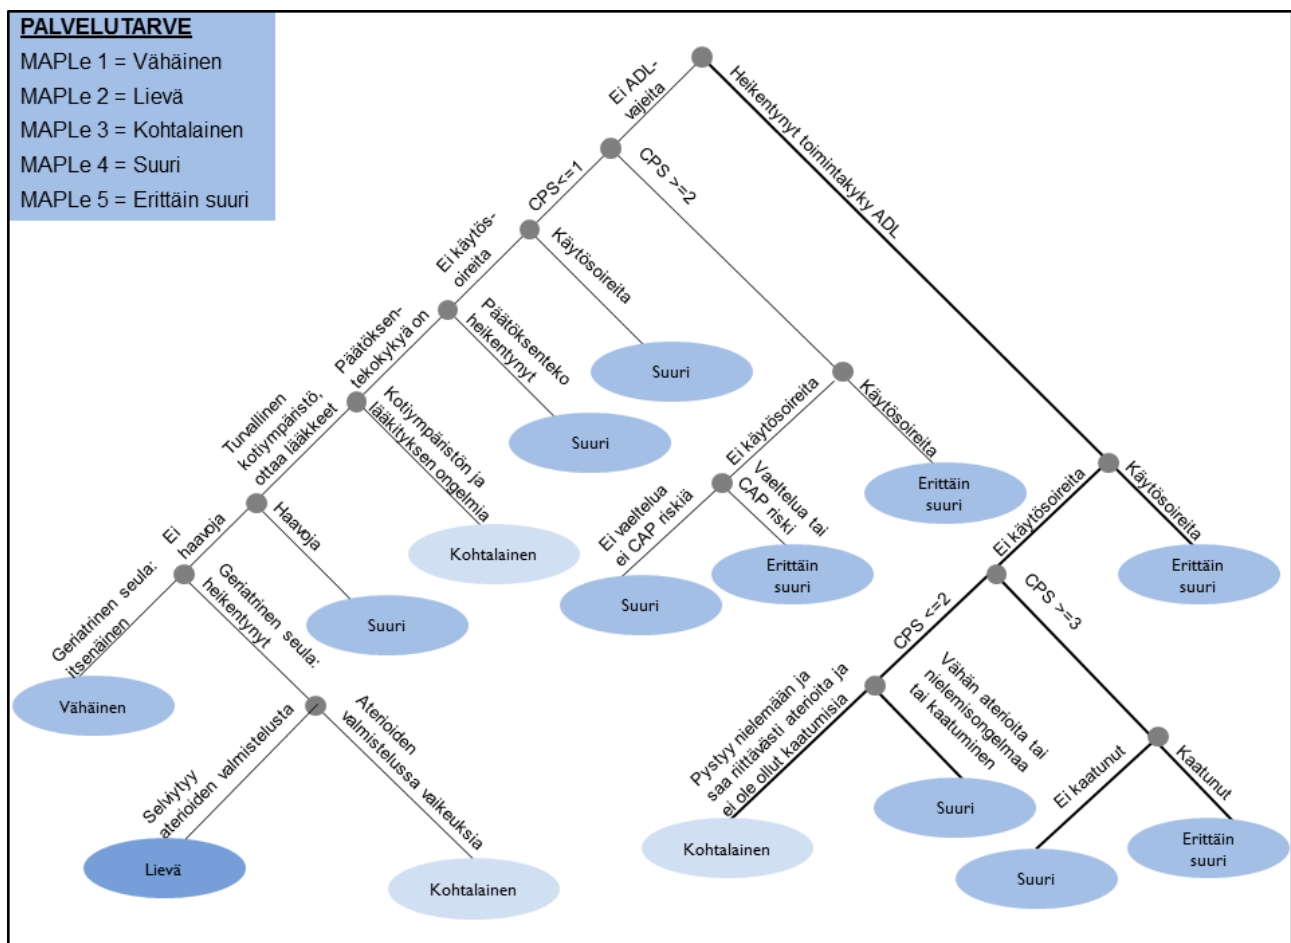 PALVELUTARVE
MAPLe 1 = Vähäinen
MAPLe 2 = Lievä
MAPLe 3 = Kohtalainen
MAPLe 4 = Suuri
MAPLe 5 = Erittäin suuri
Ei ADL-
vajeita
Heikentynyt toimintakyky ADL
CPS<=1
CPS >=2
Ei käytös-
oireita
Käytösoireita
Päätöksen-
tekokykyä on
Päätöksenteko
heikentynyt
Suuri
Suuri
Turvallinen
kotiympäristö,
ottaa lääkkeet
Kotiympäristön ja
lääkityksen ongelmia
Kohtalainen
Ei
haavoja
Haavoja
Suuri
Geriatrinen seula:
itsenäinen
Geriatrinen seula:
heikentynyt
Vähäinen
Selviytyy
aterioiden valmistelusta
Aterioiden
valmistelussa vaikeuksia
Lievä
Kohtalainen
Ei käytösoireita
Käytösoireita
Erittäin
suuri
Ei vaeltelua
ei CAP riskiä
Vaeltelua tai
CAP riski
Suuri
Erittäin
suuri
Ei käytösoireita
Käytösoireita
Erittäin
suuri
CPS <=2
CPS >=3
Pystyy nielemään ja
saa riittävästi aterioita ja
ei ole ollut kaatumisia
Vähän aterioita tai
nielemisongelmaa
tai kaatuminen
Kohtalainen
Suuri
Ei kaatunut
Kaatunut
Suuri
Erittäin
suuri